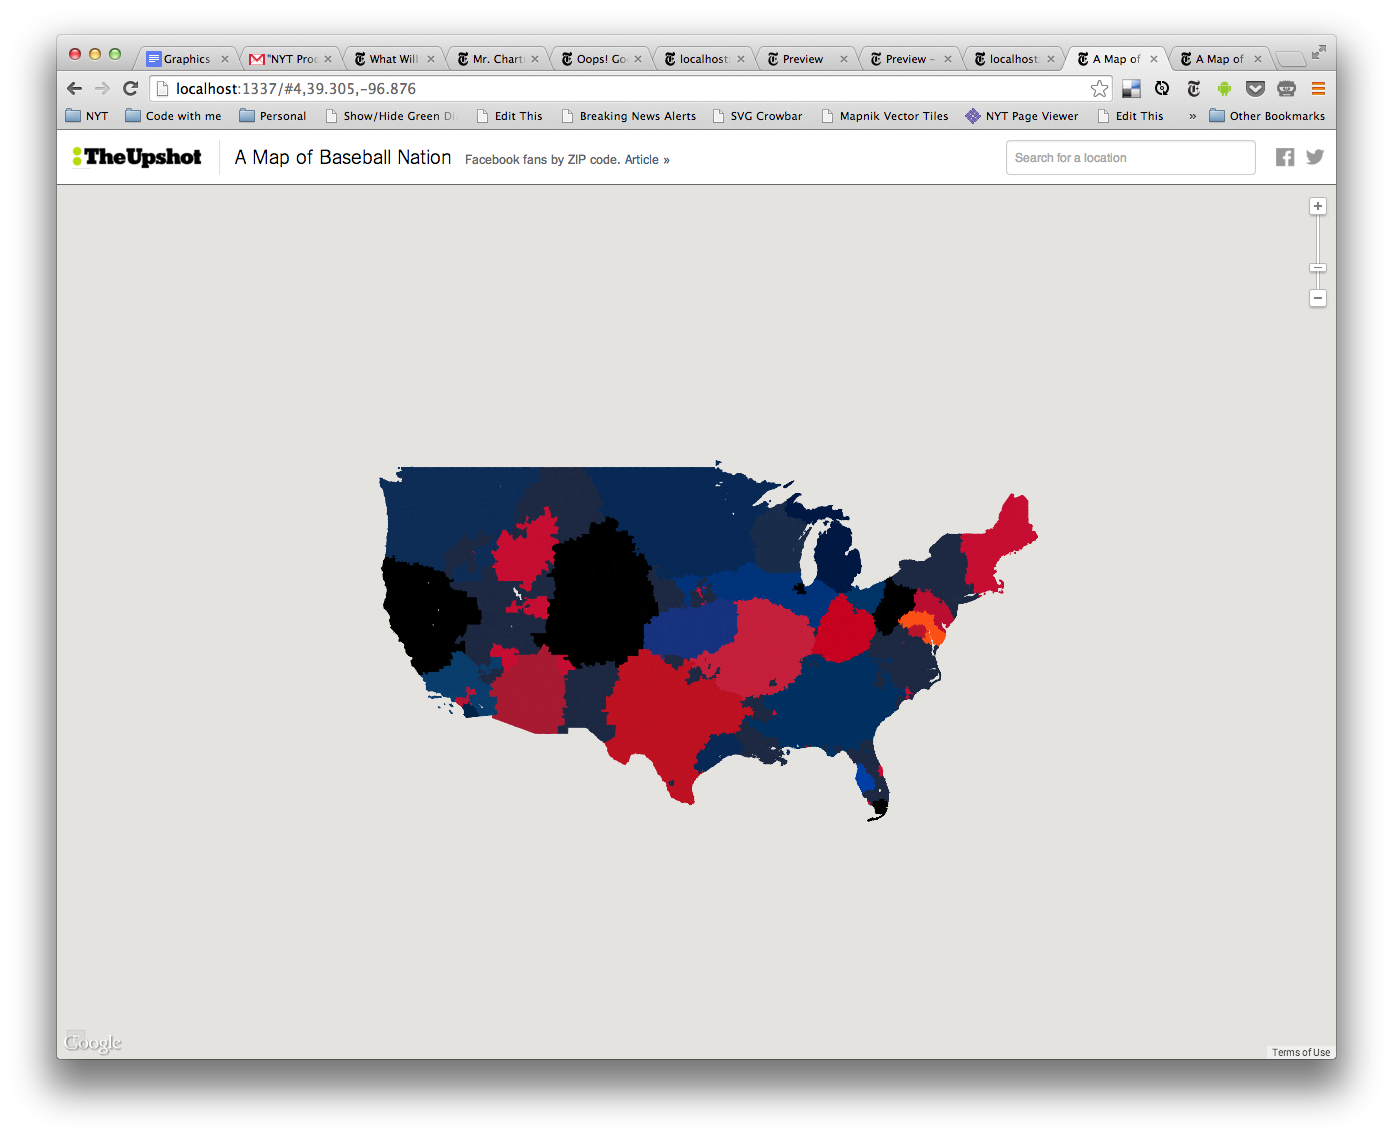 Graphics
"NYT Proc
What Will
Mr. Chart
Oops! Go
localhost:
Preview
Preview –
localhost:
A Map of
A Map of
localhost:1337/#4,39.305,-96.876
NYT
Code with me
Personal
Show/Hide Green Di
Edit This
Breaking News Alerts
SVG Crowbar
Mapnik Vector Tiles
NYT Page Viewer
Edit This
»
Other Bookmarks
TheUpshot
A Map of Baseball Nation
Facebook fans by ZIP code. Article »
Search for a location
Google
Terms of Use